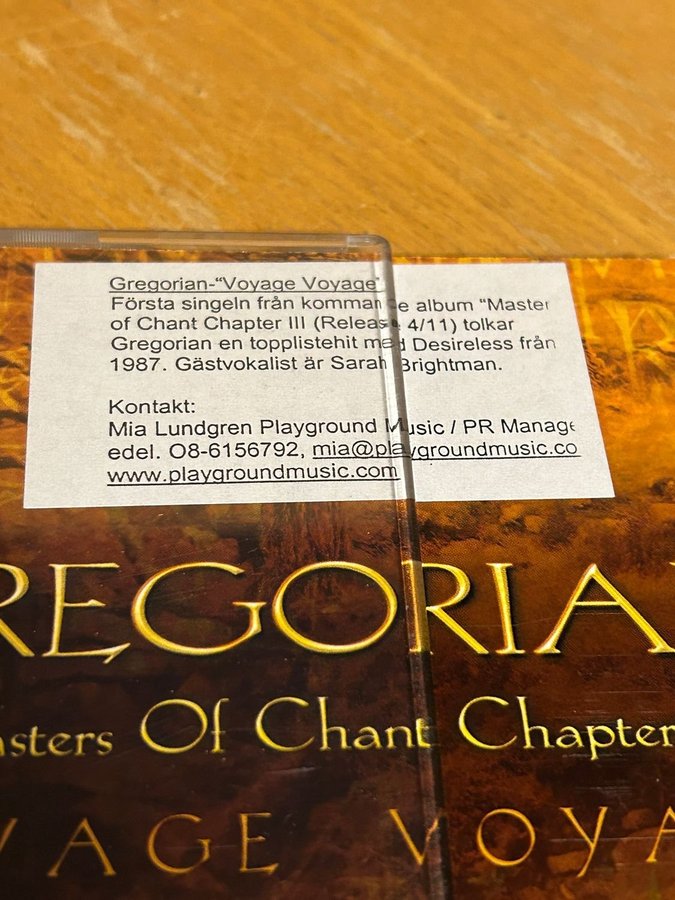 Gregorian-“Voyage Voyage”
Första singeln från kommande album “Master
of Chant Chapter III (Release 4/11) tolkar
Gregorian en topplistehit med Desireless från
1987. Gästvokalist är Sarah Brightman.
Kontakt:
Mia Lundgren Playground Music / PR Manage
edel. O8-6156792, mia@playgroundmusic.co
www.playgroundmusic.com
REGORIA
asters Of Chant Chapter
YAGE VOYA